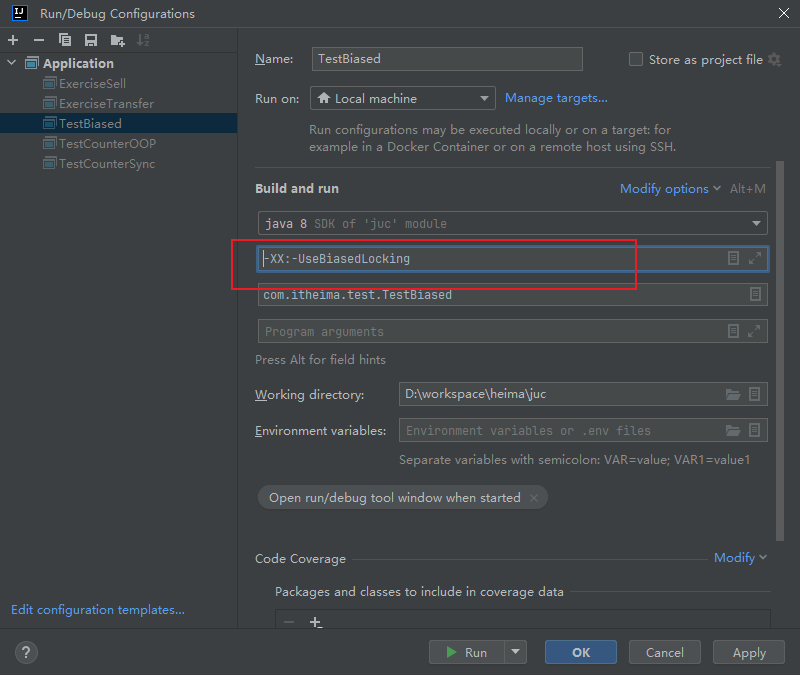 IJ Run/Debug Configurations
Application
ExerciseSell
ExerciseTransfer
TestBiased
TestCounterOOP
TestCounterSync
Edit configuration templates...
Name: TestBiased Store as project file
Run on: Local machine Manage targets...
Run configurations may be executed locally or on a target: for
example in a Docker Container or on a remote host using SSH.
Build and run Modify options Alt+M
java 8 SDK of 'juc' module
-XX:-UseBiasedLocking
com.itheima.test.TestBiased
Program arguments
Press Alt for field hints
Working directory: D:\workspace\heima\juc
Environment variables: Environment variables or .env files
Separate variables with semicolon: VAR=value; VAR1=value1
Open run/debug tool window when started
Code Coverage Modify
Packages and classes to include in coverage data
? Run OK Cancel Apply